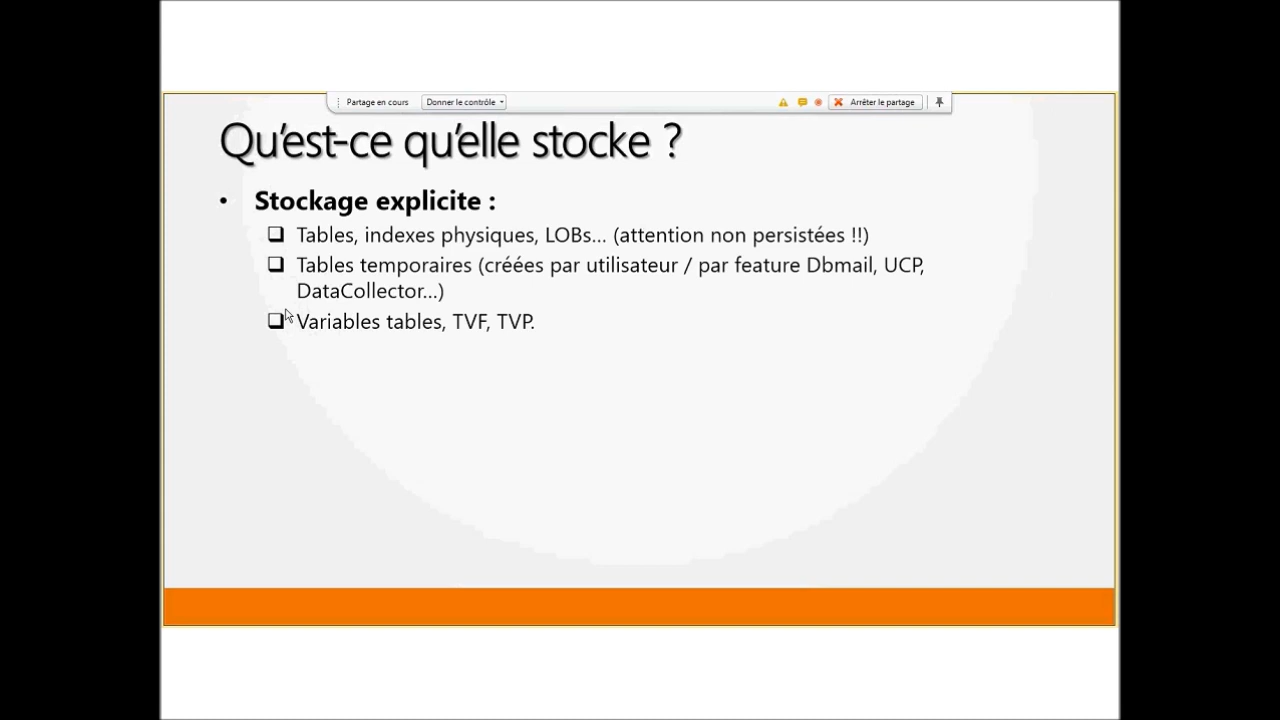 Partage en cours Donner le contrôle Arrêter le partage
Qu'est-ce qu'elle stocke ?
• Stockage explicite :
❑ Tables, indexes physiques, LOBs… (attention non persistées !!)
❑ Tables temporaires (créées par utilisateur / par feature Dbmail, UCP,
DataCollector…)
❑ Variables tables, TVF, TVP.